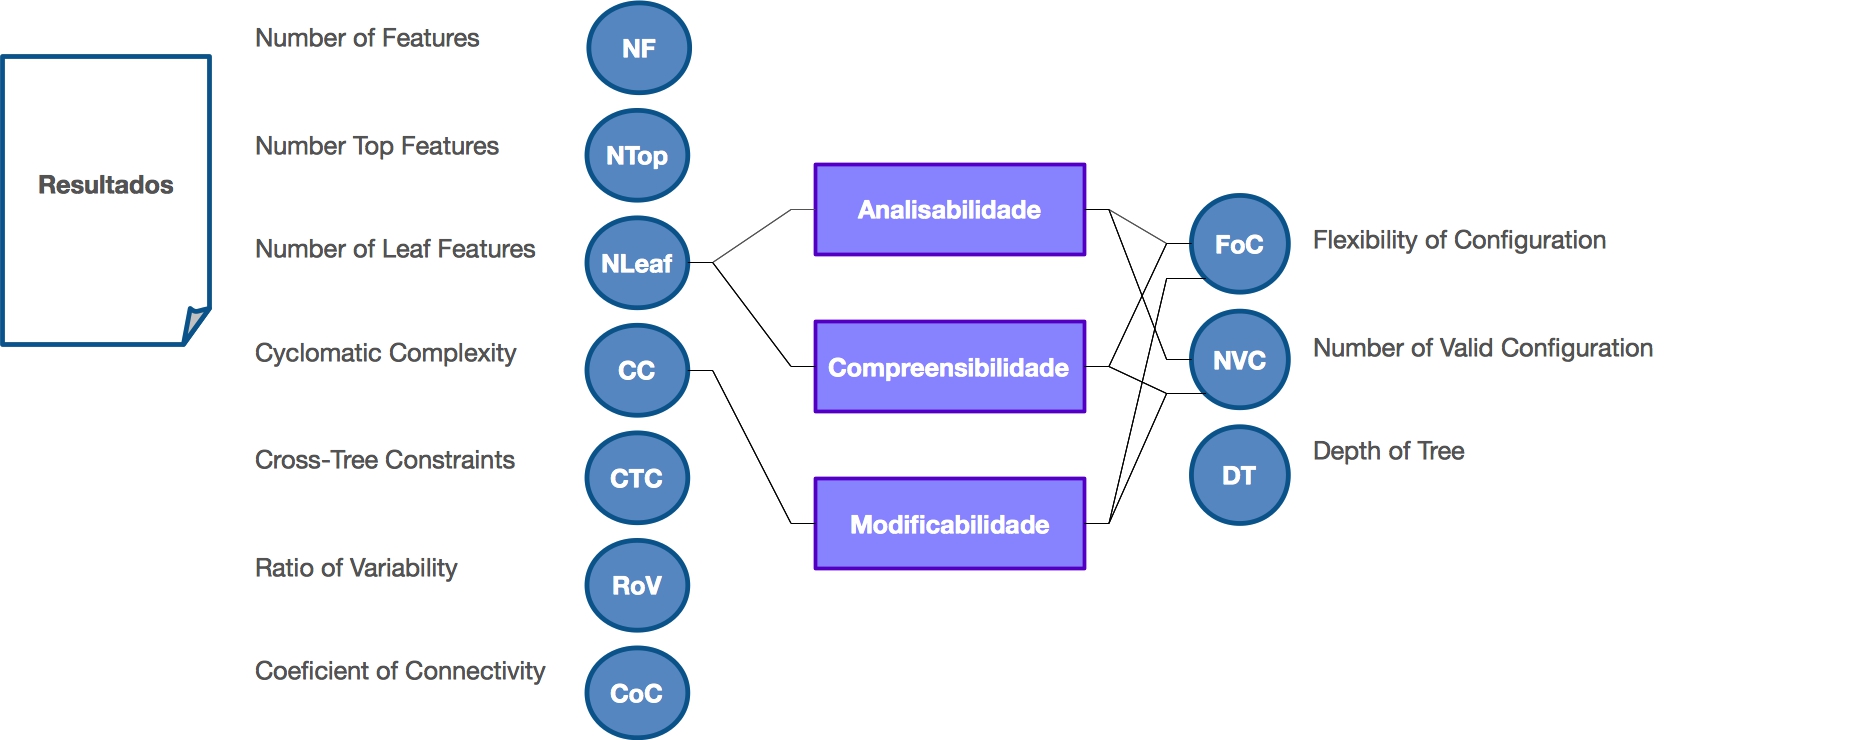 Resultados
Number of Features
NF
Number Top Features
NTop
Number of Leaf Features
NLeaf
Cyclomatic Complexity
CC
Cross-Tree Constraints
CTC
Ratio of Variability
RoV
Coeficient of Connectivity
CoC
Analisabilidade
Compreensibilidade
Modificabilidade
FoC
Flexibility of Configuration
NVC
Number of Valid Configuration
DT
Depth of Tree